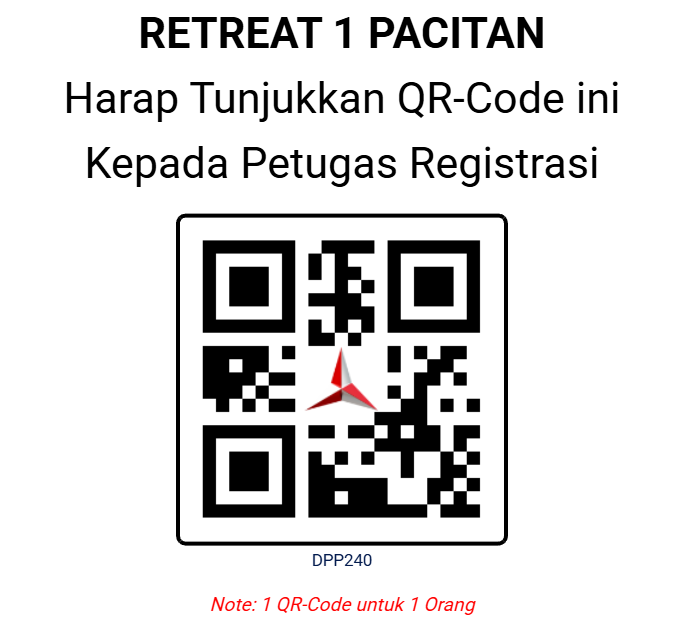 RETREAT 1 PACITAN
Harap Tunjukkan QR-Code ini
Kepada Petugas Registrasi
DPP240
Note: 1 QR-Code untuk 1 Orang